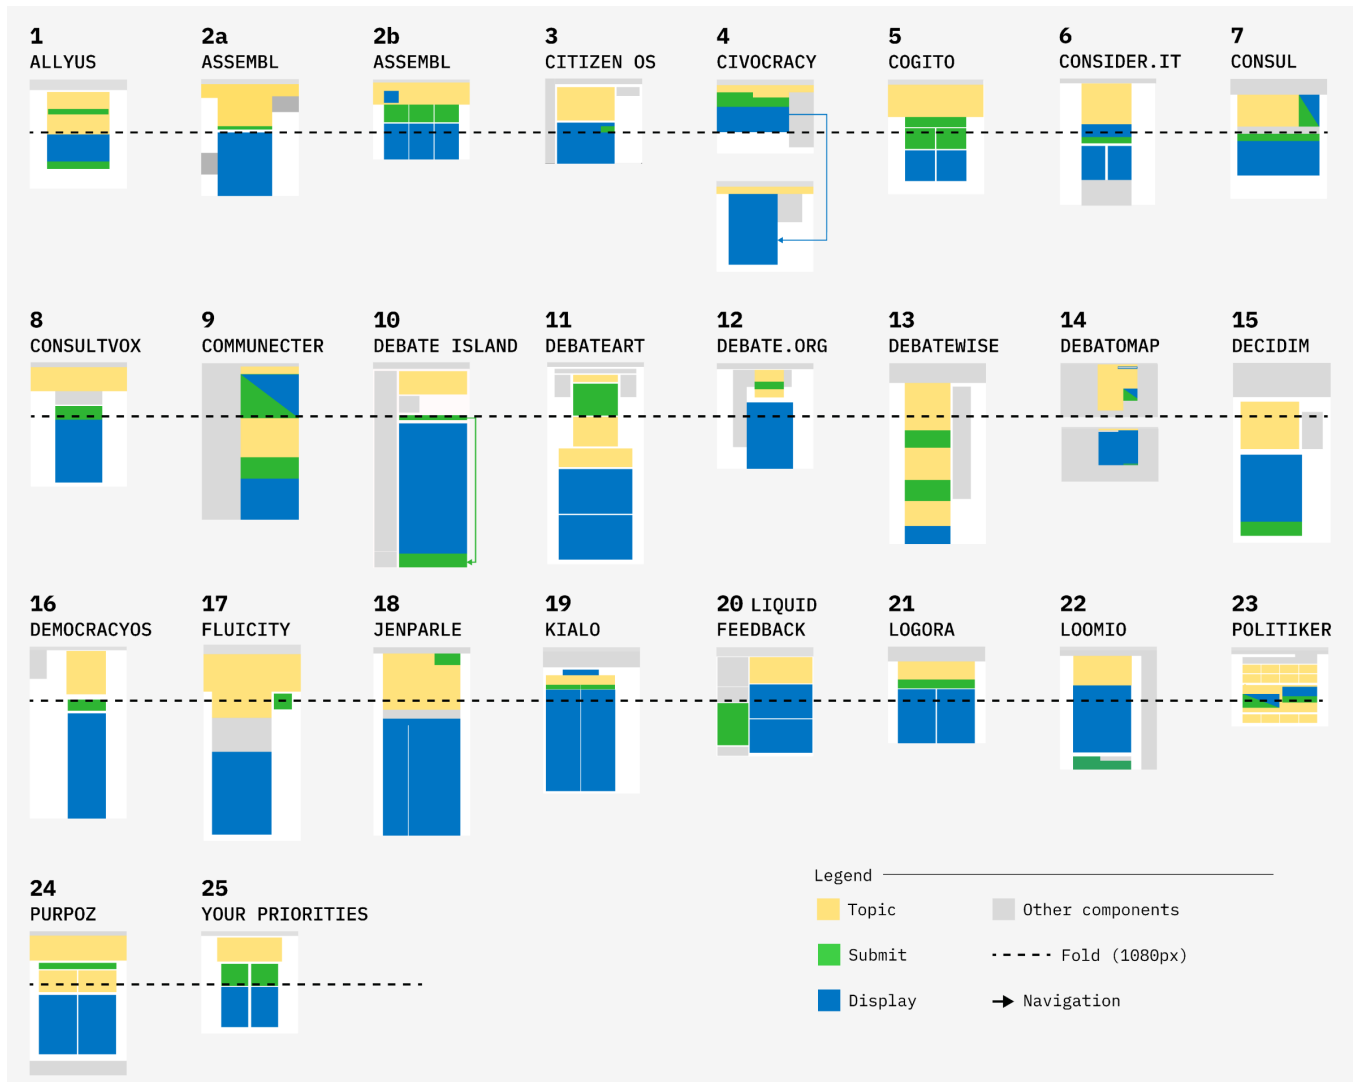 1
ALLYUS
2a
ASSEMBL
2b
ASSEMBL
3
CITIZEN OS
4
CIVOCRACY
5
COGITO
6
CONSIDER.IT
7
CONSUL
8
CONSULTVOX
9
COMMUNECTER
10
DEBATE ISLAND
11
DEBATEART
12
DEBATE.ORG
13
DEBATEWISE
14
DEBATOMAP
15
DECIDIM
16
DEMOCRACYOS
17
FLUICITY
18
JENPARLE
19
KIALO
20 LIQUID
FEEDBACK
21
LOGORA
22
LOOMIO
23
POLITIKER
24
PURPOZ
25
YOUR PRIORITIES
Legend
Topic
Other components
Submit
Fold (1080px)
Display
Navigation